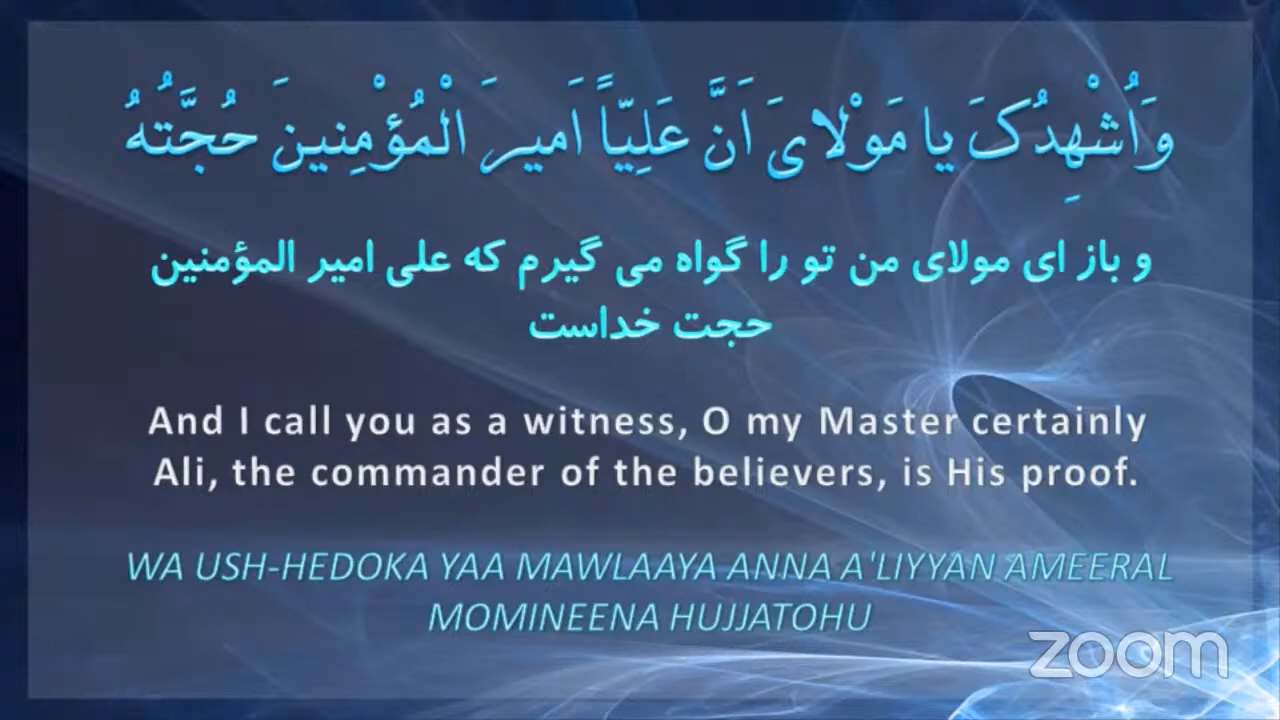 وَاُشْهِدُکَ یا مَوْلایَ اَنَّ عَلِیّاً اَمیرَ الْمُؤْمِنینَ حُجَّتُهُ
و باز ای مولای من تو را گواه می گیرم که علی امیر المؤمنین
حجت خداست
And I call you as a witness, O my Master certainly
Ali, the commander of the believers, is His proof.
WA USH-HEDOKA YAA MAWLAAYA ANNA A'LIYYAN AMEERAL
MOMINEENA HUJJATOHU
zoom